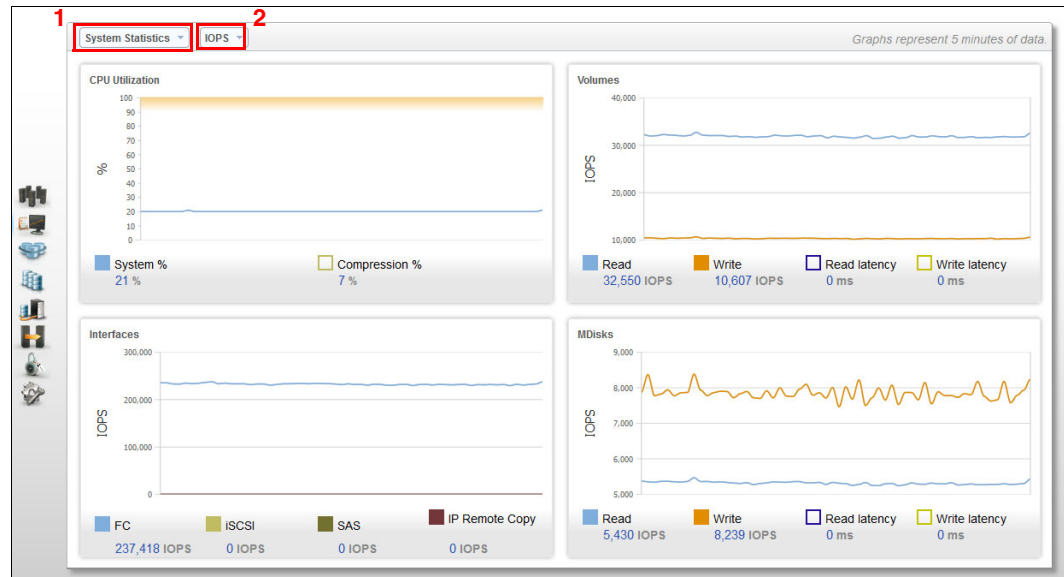 1 2
System Statistics IOPS Graphs represent 5 minutes of data.
CPU Utilization
100
90
80
70
60
50
40
30
20
10
0
%
System % Compression %
21 % 7 %
Volumes
40,000
30,000
20,000
10,000
IOPS
Read Write Read latency Write latency
32,550 IOPS 10,607 IOPS 0 ms 0 ms
Interfaces
300,000
200,000
100,000
0
IOPS
FC iSCSI SAS IP Remote Copy
237,418 IOPS 0 IOPS 0 IOPS 0 IOPS
MDisks
9,000
8,000
7,000
6,000
5,000
IOPS
Read Write Read latency Write latency
5,430 IOPS 8,239 IOPS 0 ms 0 ms